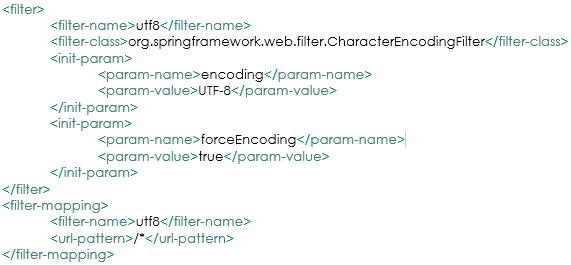 <filter>
<filter-name>utf8</filter-name>
<filter-class>org.springframework.web.filter.CharacterEncodingFilter</filter-class>
<init-param>
<param-name>encoding</param-name>
<param-value>UTF-8</param-value>
</init-param>
<init-param>
<param-name>forceEncoding</param-name>
<param-value>true</param-value>
</init-param>
</filter>
<filter-mapping>
<filter-name>utf8</filter-name>
<url-pattern>/*</url-pattern>
</filter-mapping>